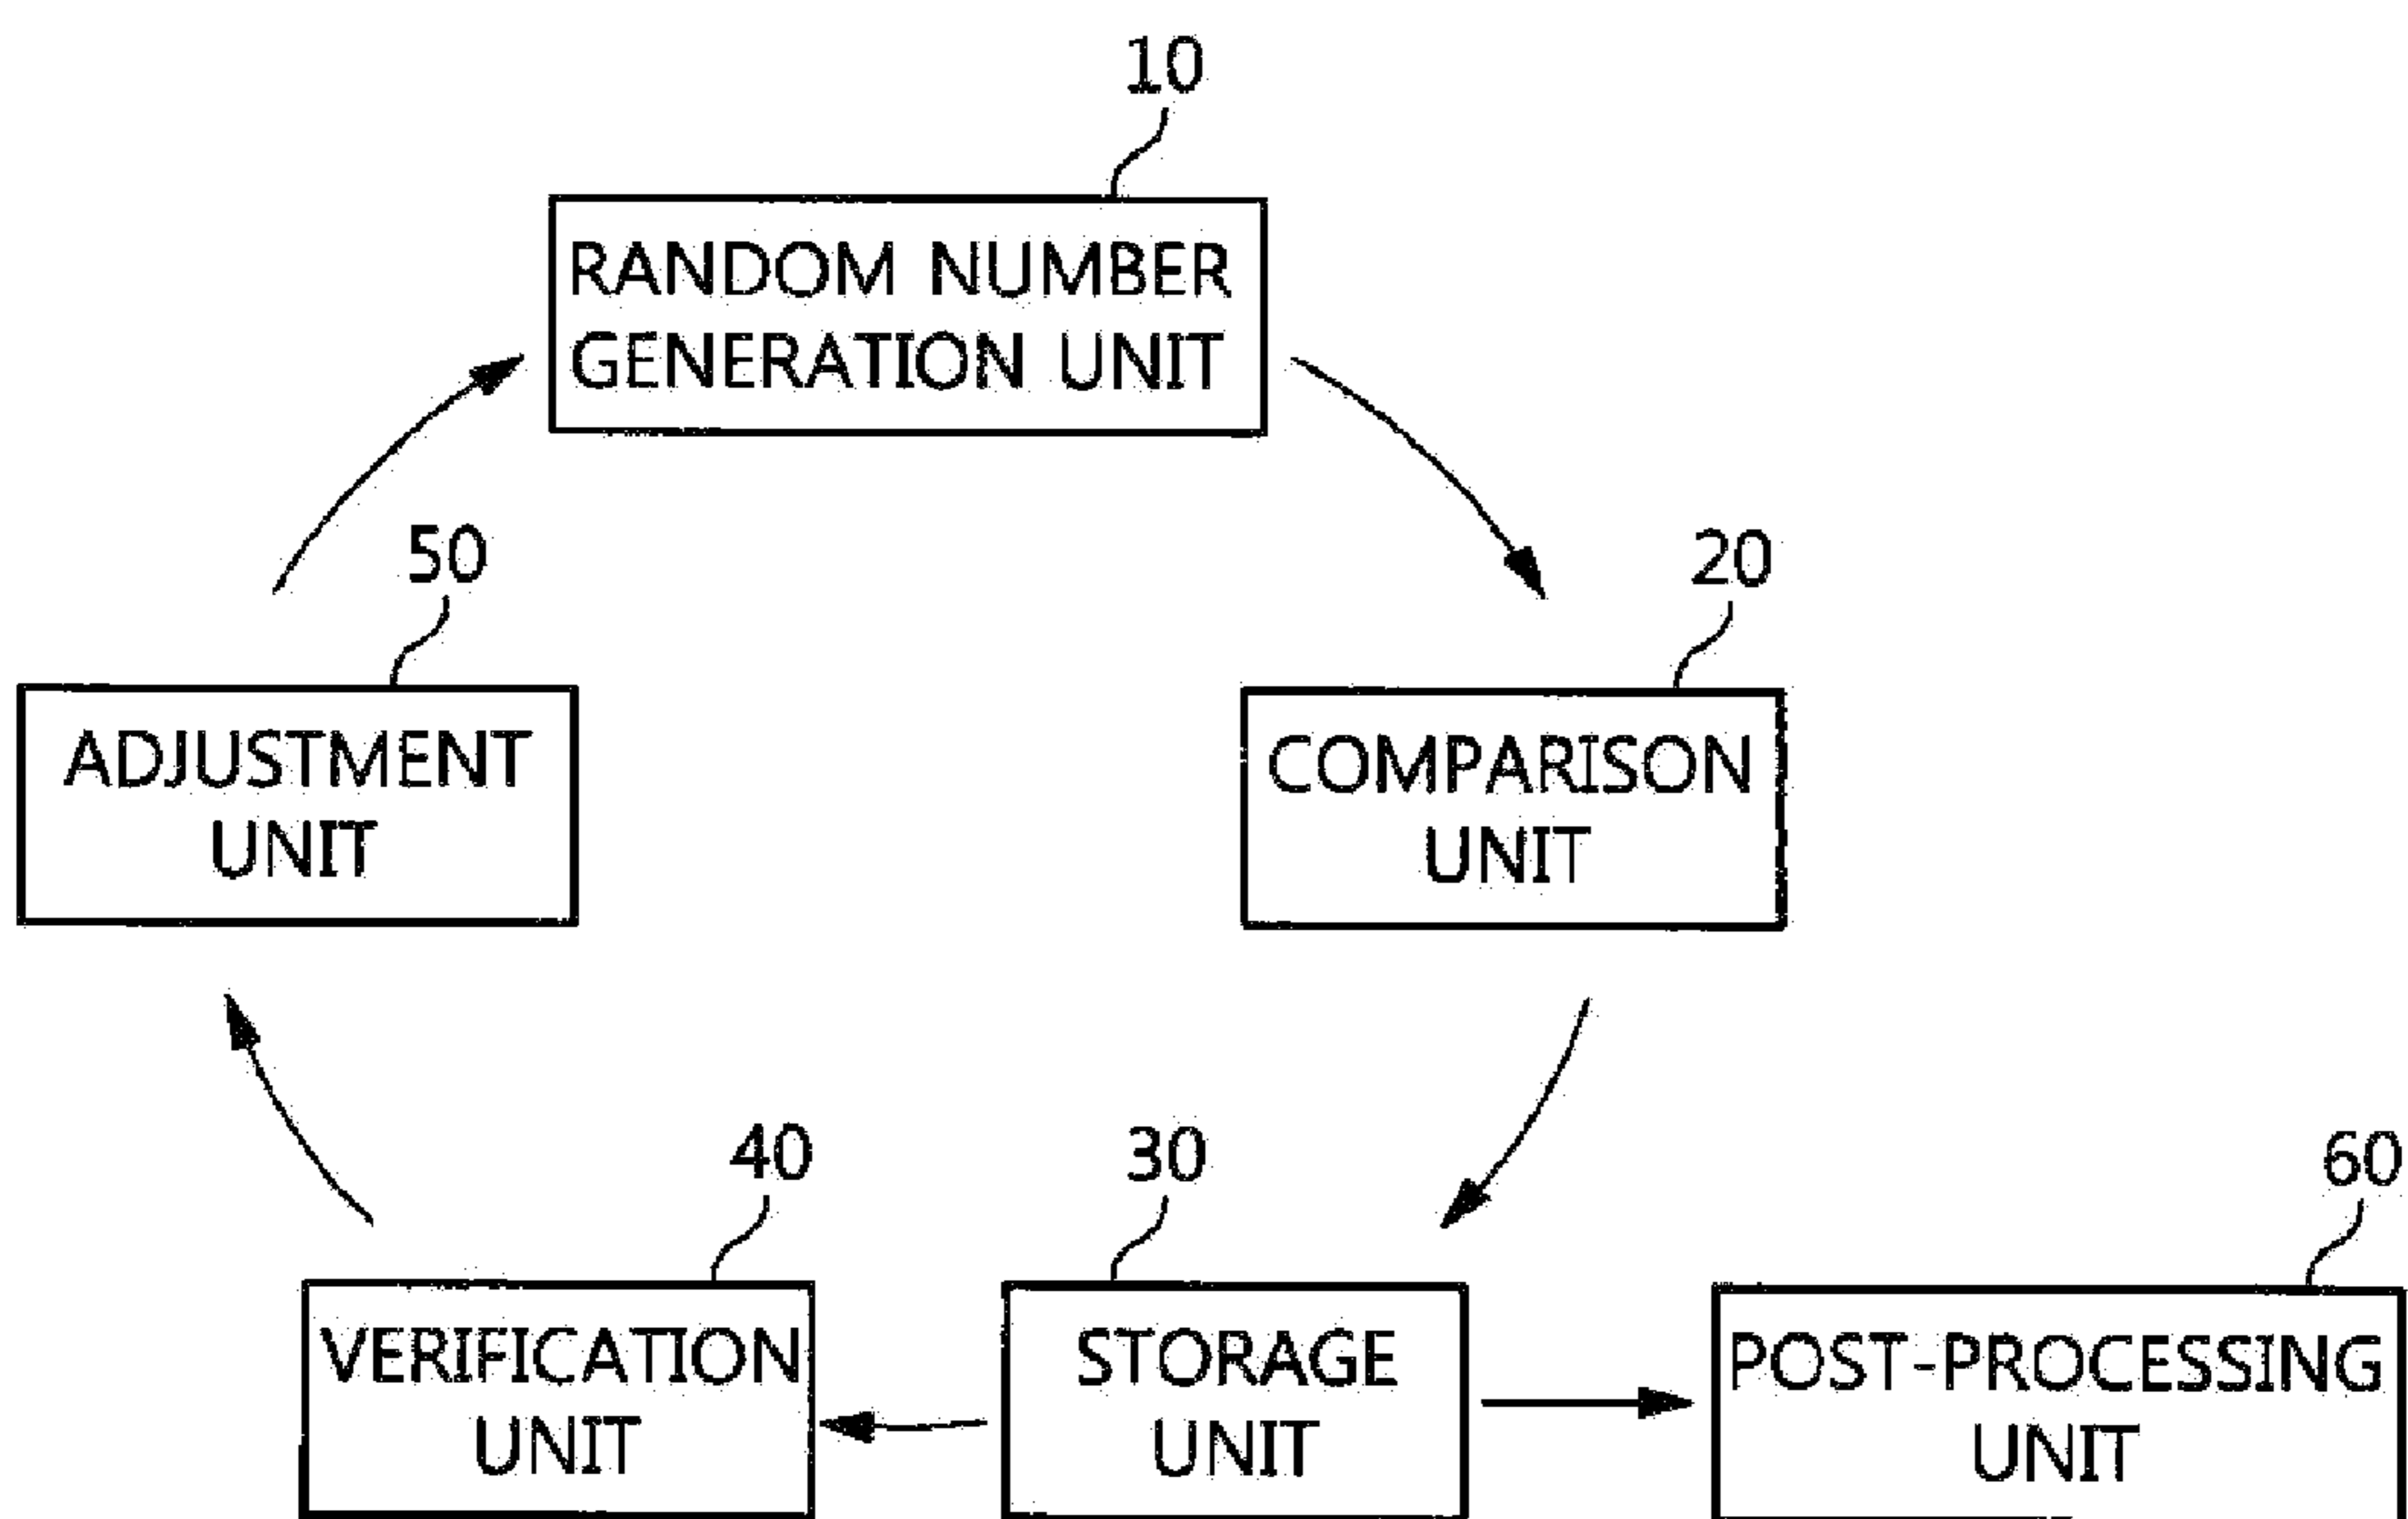 10
RANDOM NUMBER
GENERATION UNIT
50
20
ADJUSTMENT
UNIT
COMPARISON
UNIT
40
30
60
VERIFICATION
UNIT
STORAGE
UNIT
POST-PROCESSING
UNIT